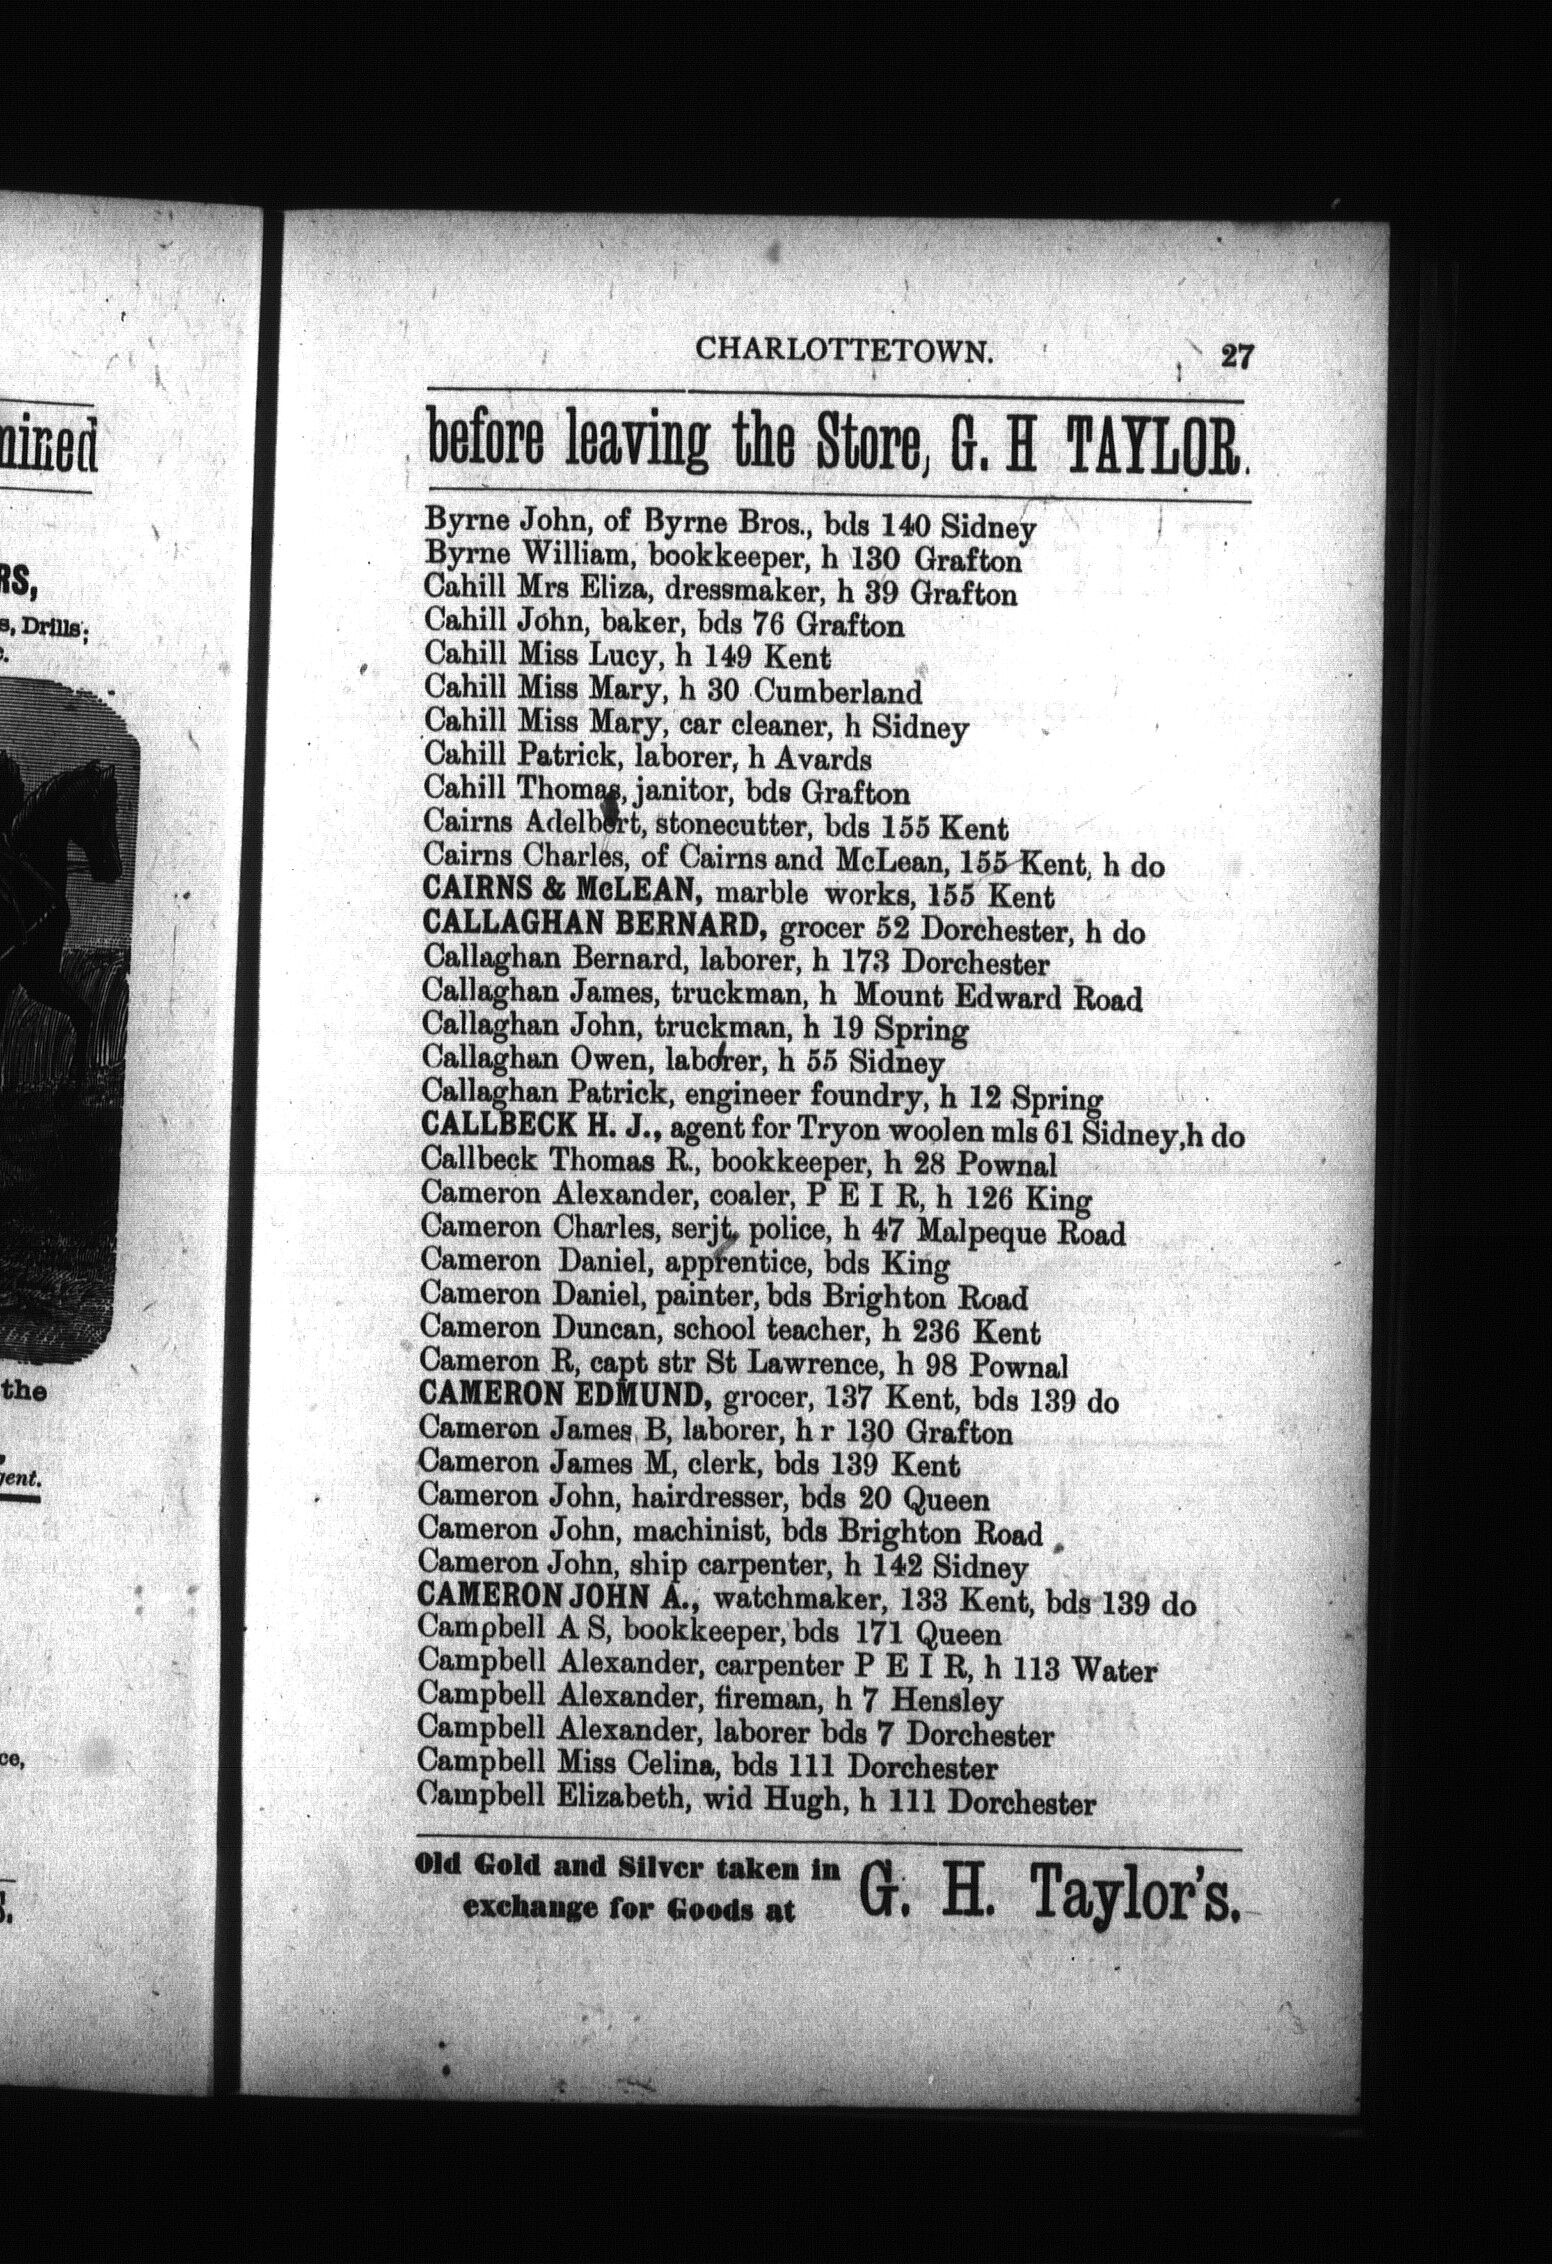 mined
RS,
s, Drills;
the
gent.
ce,
CHARLOTTETOWN. 27
before leaving the Store, G. H TAYLOR.
Byrne John, of Byrne Bros., bds 140 Sidney
Byrne William, bookkeeper, h 130 Grafton
Cahill Mrs Eliza, dressmaker, h 39 Grafton
Cahill John, baker, bds 76 Grafton
Cahill Miss Lucy, h 149 Kent
Cahill Miss Mary, h 30 Cumberland
Cahill Miss Mary, car cleaner, h Sidney
Cahill Patrick, laborer, h Avards
Cahill Thomas, janitor, bds Grafton
Cairns Adelbert, stonecutter, bds 155 Kent
Cairns Charles, of Cairns and McLean, 155 Kent, h do
CAIRNS & McLEAN, marble works, 155 Kent
CALLAGHAN BERNARD, grocer 52 Dorchester, h do
Callaghan Bernard, laborer, h 173 Dorchester
Callaghan James, truckman, h Mount Edward Road
Callaghan John, truckman, h 19 Spring
Callaghan Owen, laborer, h 55 Sidney
Callaghan Patrick, engineer foundry, h 12 Spring
CALLBECK H. J., agent for Tryon woolen mls 61 Sidney,h do
Callbeck Thomas R., bookkeeper, h 28 Pownal
Cameron Alexander, coaler, P E I R, h 126 King
Cameron Charles, serjt. police, h 47 Malpeque Road
Cameron Daniel, apprentice, bds King
Cameron Daniel, painter, bds Brighton Road
Cameron Duncan, school teacher, h 236 Kent
Cameron R, capt str St Lawrence, h 98 Pownal
CAMERON EDMUND, grocer, 137 Kent, bds 139 do
Cameron James B, laborer, h r 130 Grafton
Cameron James M, clerk, bds 139 Kent
Cameron John, hairdresser, bds 20 Queen
Cameron John, machinist, bds Brighton Road
Cameron John, ship carpenter, h 142 Sidney
CAMERON JOHN A., watchmaker, 133 Kent, bds 139 do
Campbell A S, bookkeeper, bds 171 Queen
Campbell Alexander, carpenter P E I R, h 113 Water
Campbell Alexander, fireman, h 7 Hensley
Campbell Alexander, laborer bds 7 Dorchester
Campbell Miss Celina, bds 111 Dorchester
Campbell Elizabeth, wid Hugh, h 111 Dorchester
Old Gold and Silver taken in
exchange for Goods at G. H. Taylor's.